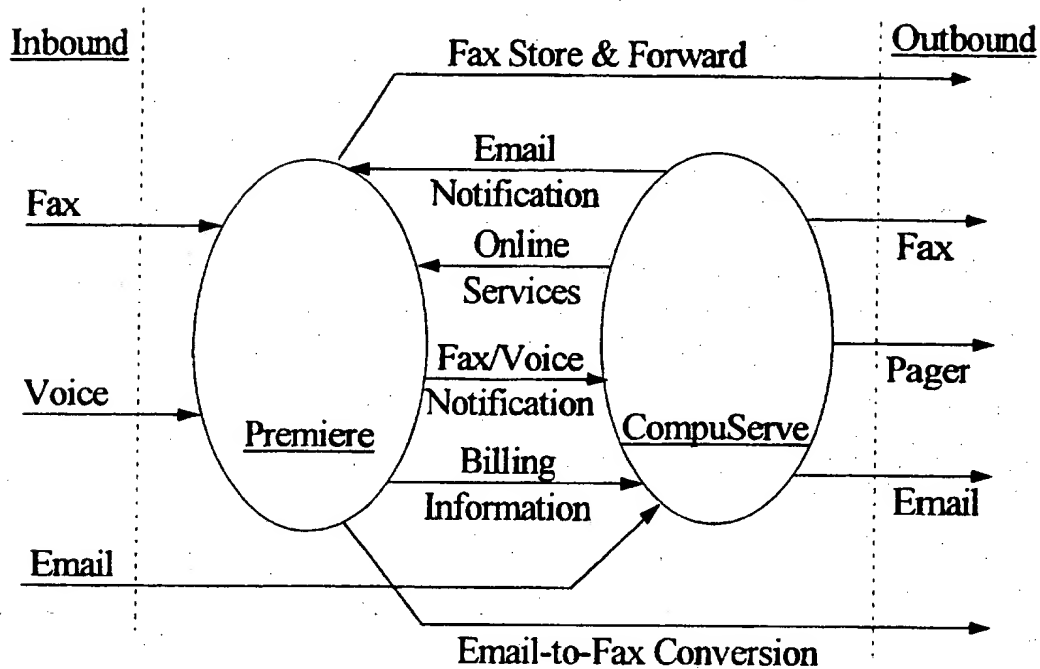 Inbound
Outbound
Fax Store & Forward
Email
Notification
Fax
Fax
Online
Services
Fax/Voice
Notification
Pager
Voice
Premiere
CompuServe
Billing
Information
Email
Email
Email-to-Fax Conversion